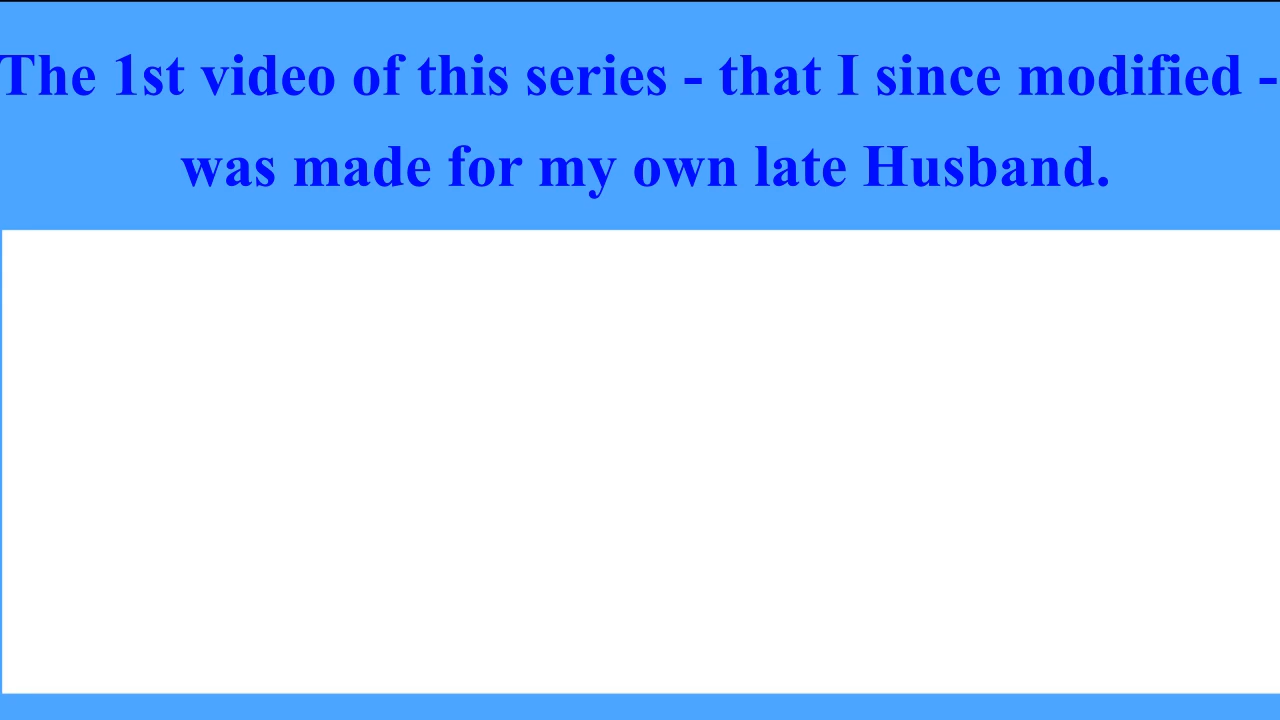 The 1st video of this series - that I since modified -
was made for my own late Husband.